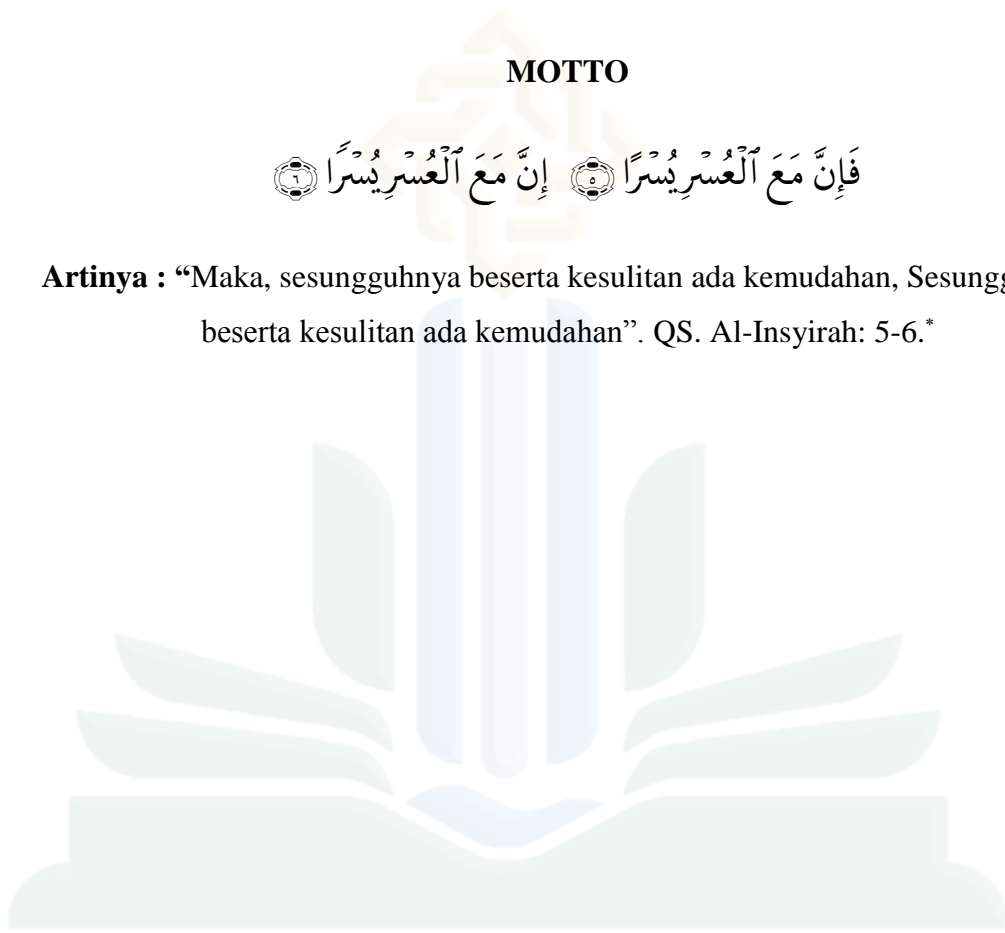 MOTTO
فَإِنَّ مَعَ ٱلْعُسْرِ يُسْرًا ۝٥ إِنَّ مَعَ ٱلْعُسْرِ يُسْرًا ۝٦
Artinya : “Maka, sesungguhnya beserta kesulitan ada kemudahan, Sesungg
beserta kesulitan ada kemudahan”. QS. Al-Insyirah: 5-6.*